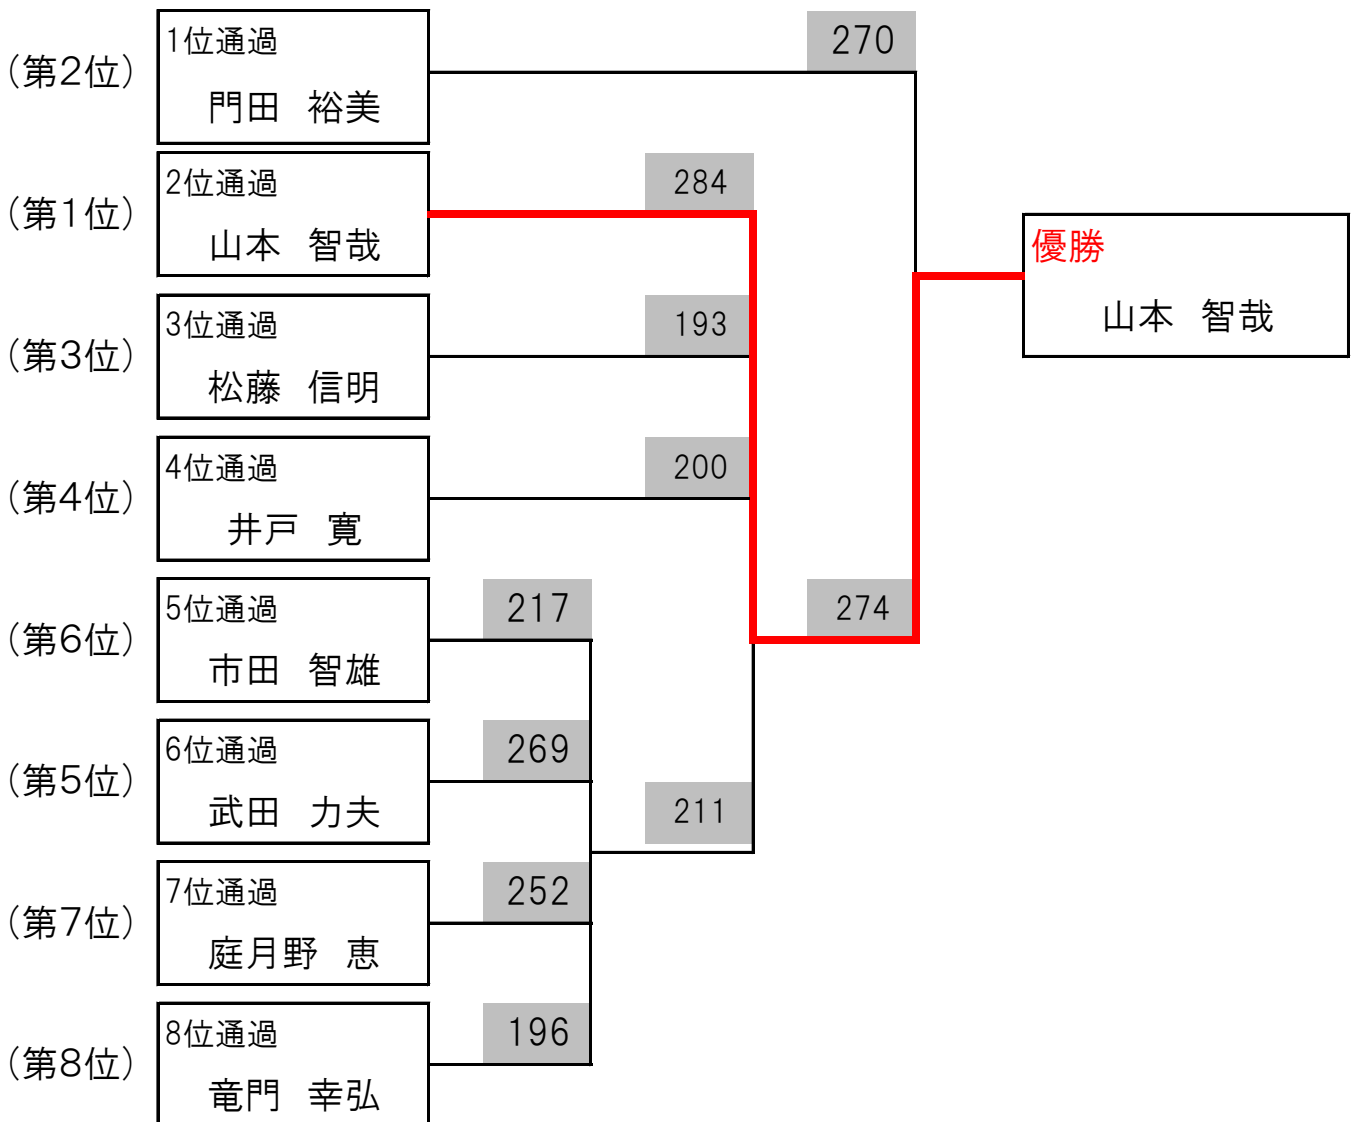 (第2位)
1位通過
門田 裕美
270
(第1位)
2位通過
山本 智哉
284
優勝
山本 智哉
(第3位)
3位通過
松藤 信明
193
(第4位)
4位通過
井戸 寛
200
(第6位)
5位通過
市田 智雄
217
274
(第5位)
6位通過
武田 力夫
269
211
(第7位)
7位通過
庭月野 恵
252
(第8位)
8位通過
竜門 幸弘
196